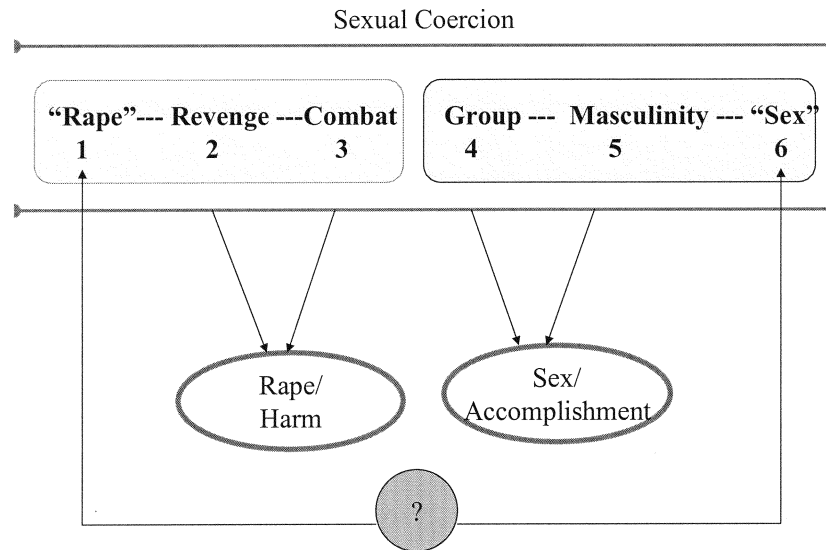 Sexual Coercion
“Rape”--- Revenge ---Combat
1 2 3
Group --- Masculinity --- “Sex”
4 5 6
Rape/
Harm
Sex/
Accomplishment
?